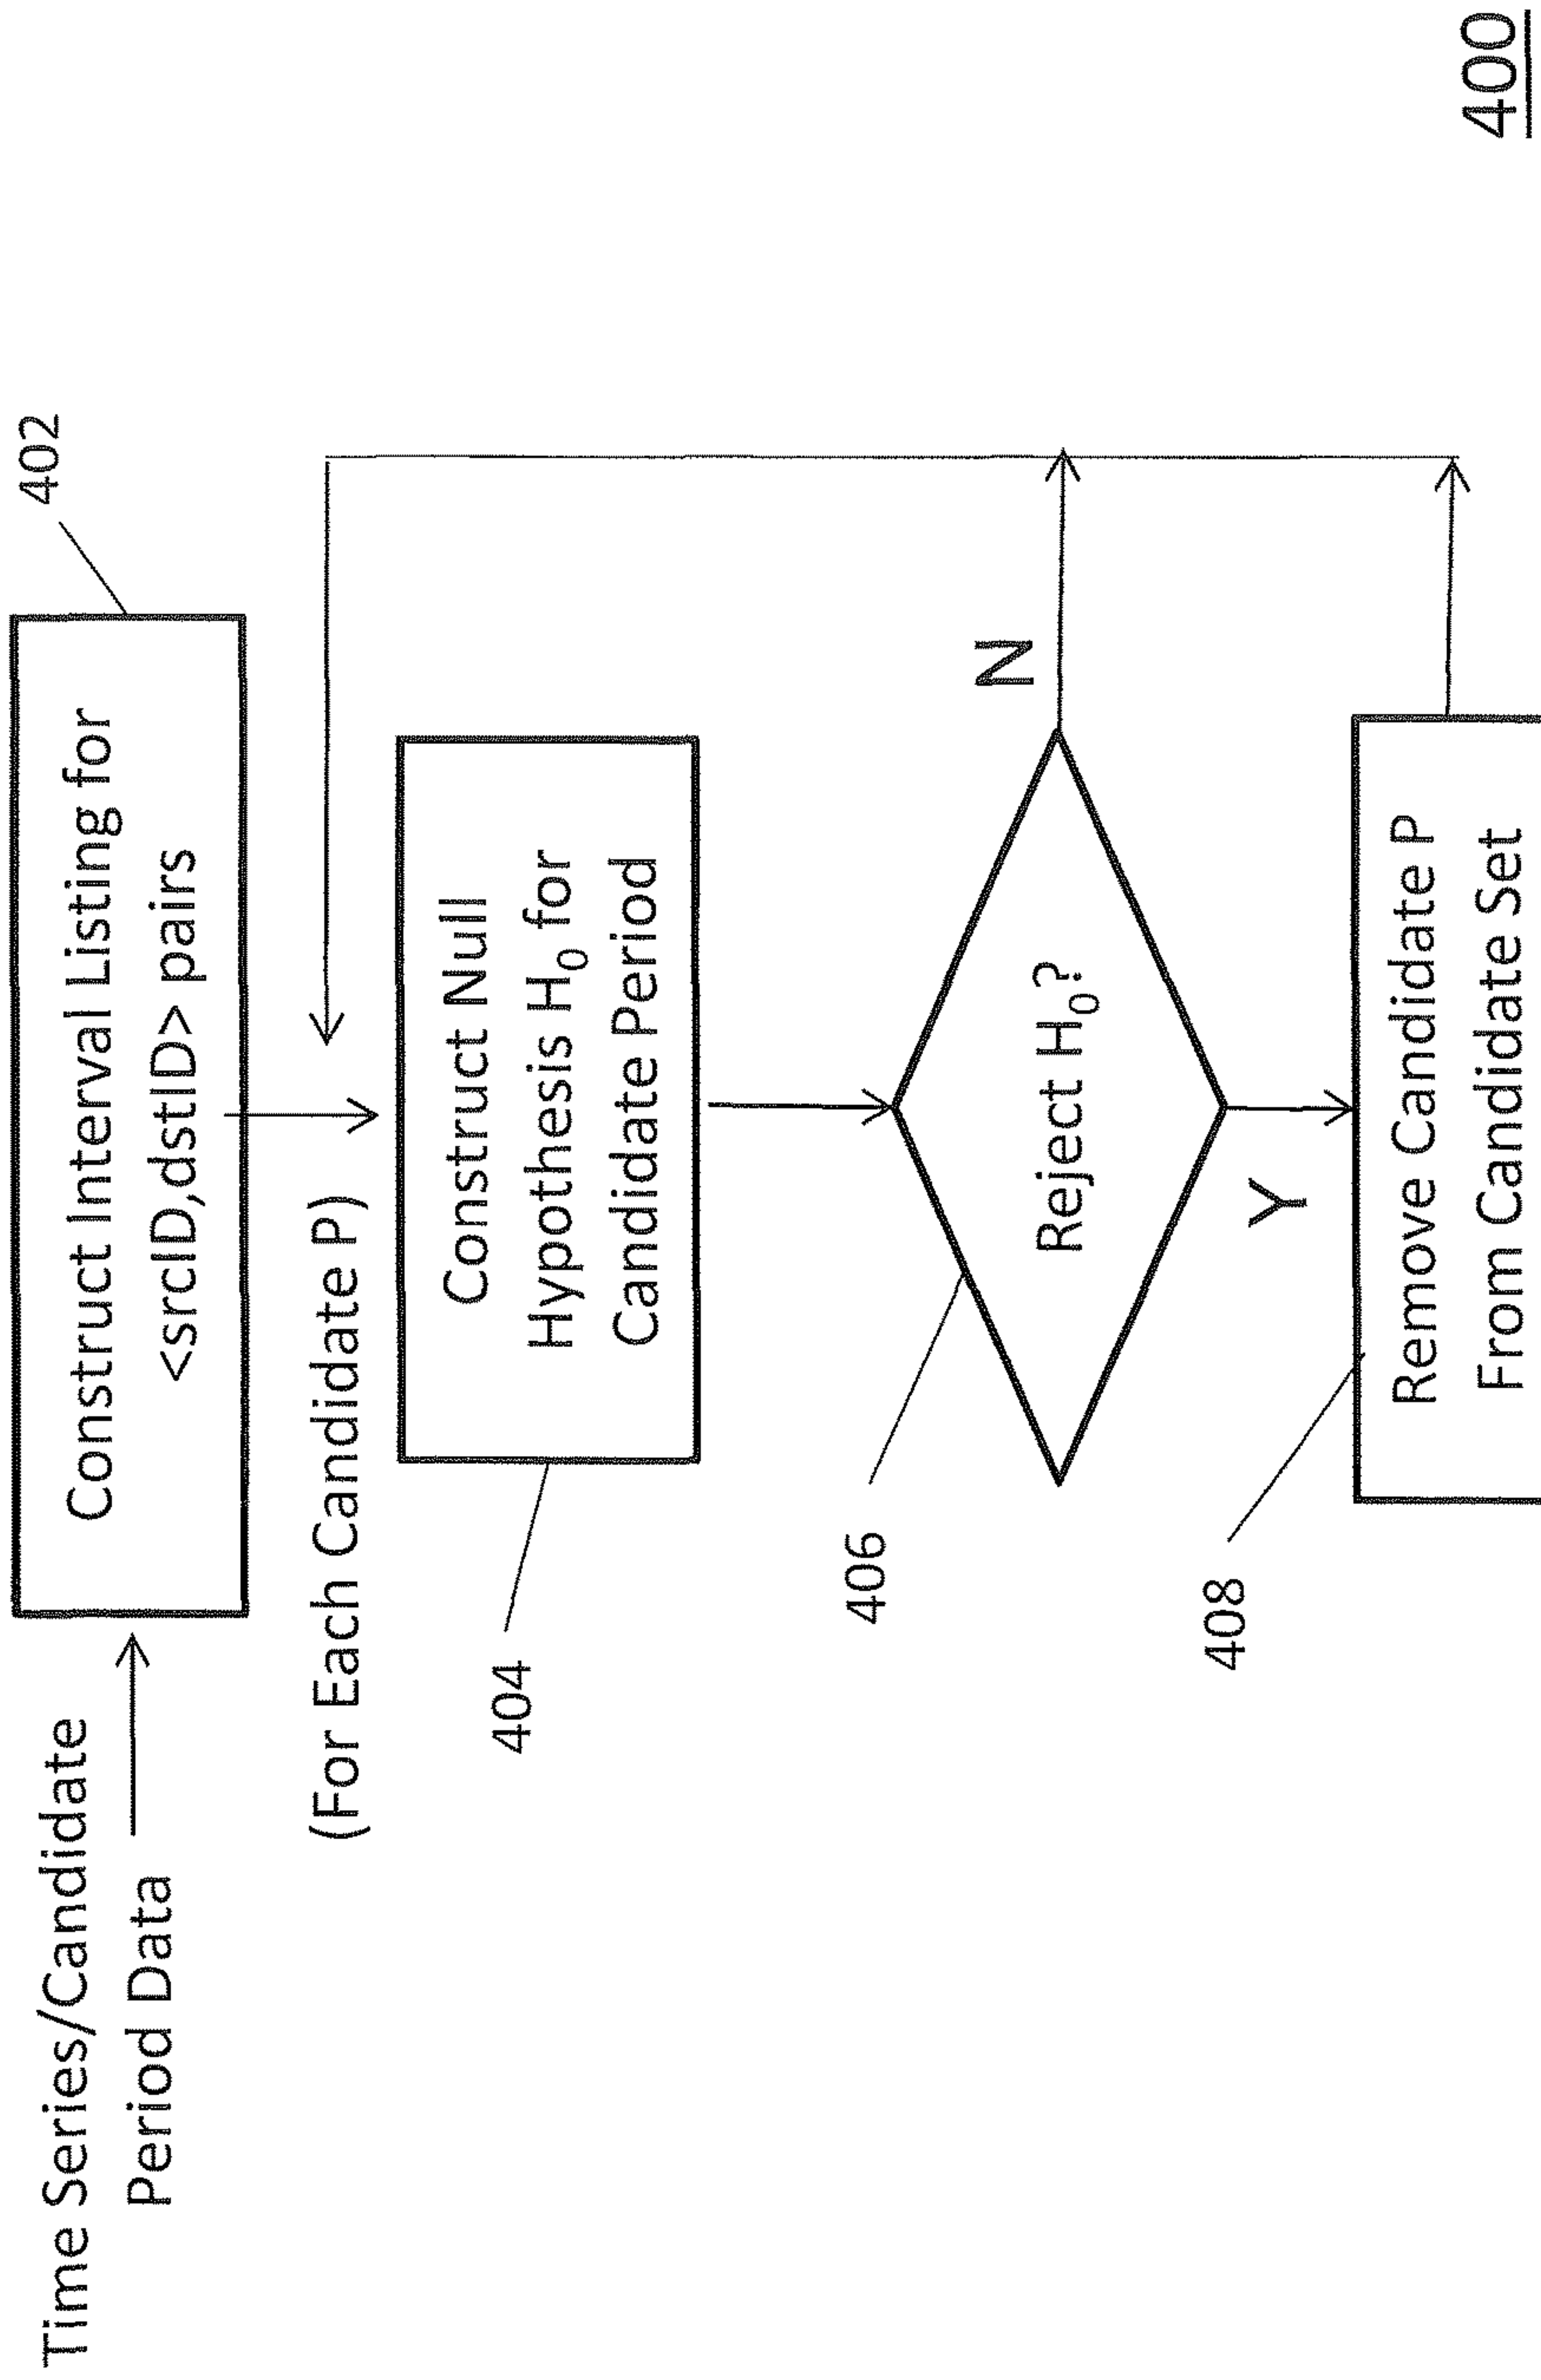 Time Series/Candidate
Period Data
Construct Interval Listing for
<srcID,dstID> pairs
402
(For Each Candidate P)
Construct Null
Hypothesis H₀ for
Candidate Period
404
Reject H₀?
406
N
Y
Remove Candidate P
From Candidate Set
408
400